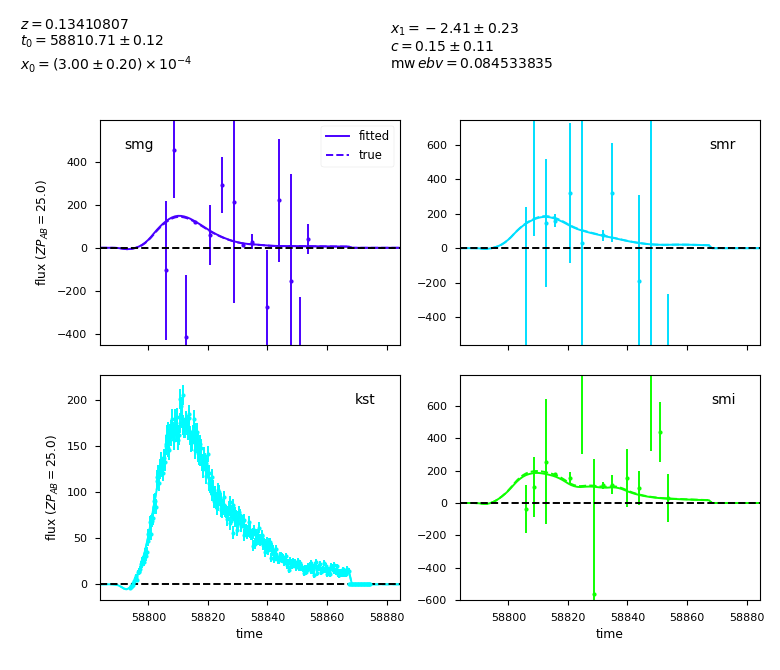 z = 0.13410807
t₀ = 58810.71 ± 0.12
x₀ = (3.00 ± 0.20) × 10⁻⁴
x₁ = −2.41 ± 0.23
c = 0.15 ± 0.11
mwebv = 0.084533835
smg
fitted
true
400
200
0
−200
−400
flux (ZP_AB = 25.0)
smr
600
400
200
0
−200
−400
kst
200
150
100
50
0
flux (ZP_AB = 25.0)
58800 58820 58840 58860 58880
time
smi
600
400
200
0
−200
−400
−600
58800 58820 58840 58860 58880
time